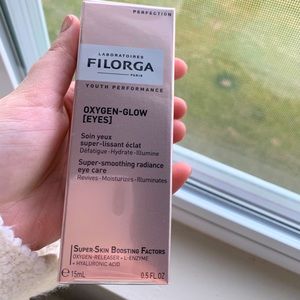 PERFECTION
LABORATOIRES
FILORGA
PARIS
YOUTH PERFORMANCE
OXYGEN-GLOW
[EYES]
Soin yeux
super-lissant éclat
Défatigue-Hydrate-Illumine
Super-smoothing radiance
eye care
Revives-Moisturizes-Illuminates
SUPER-SKIN BOOSTING FACTORS
OXYGEN-RELEASER + L-ENZYME
+ HYALURONIC ACID
℮ 15mL 0.5 FL.OZ